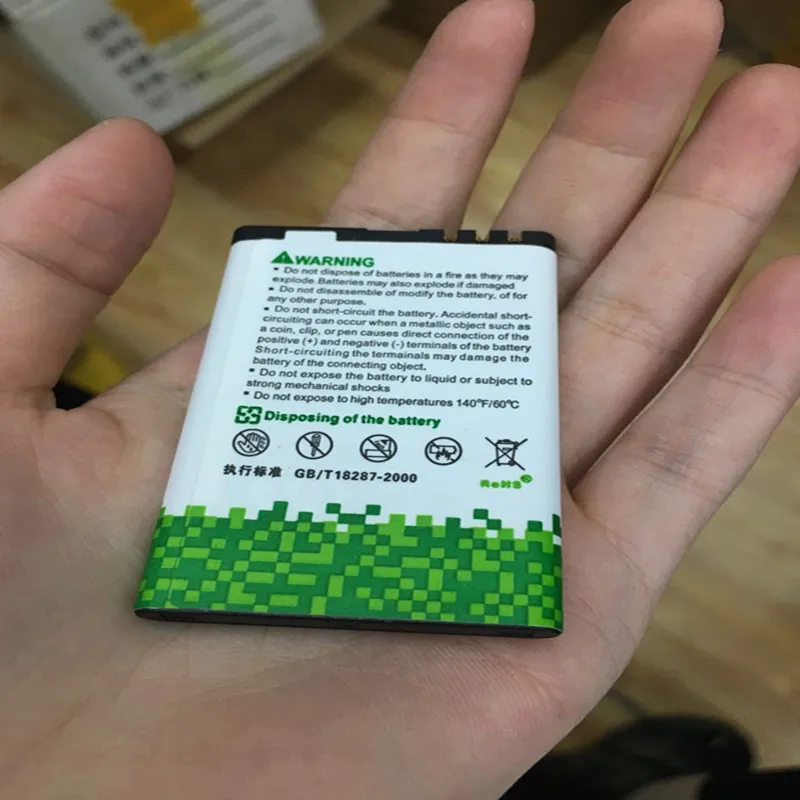 WARNING
• Do not dispose of batteries in a fire as they may
explode.Batteries may also explode if damaged
• Do not disassemble of modify the battery, of for
any other purpose.
• Do not short-circuit the battery. Accidental short-
circuiting can occur when a metallic object such as
a coin, clip, or pen causes direct connection of the
positive (+) and negative (-) terminals of the battery
Short-circuiting the termainals may damage the
battery of the connecting object.
• Do not expose the battery to liquid or subject to
strong mechanical shocks
• Do not expose to high temperatures 140°F/60℃
Disposing of the battery
执行标准 GB/T18287-2000
RoHS